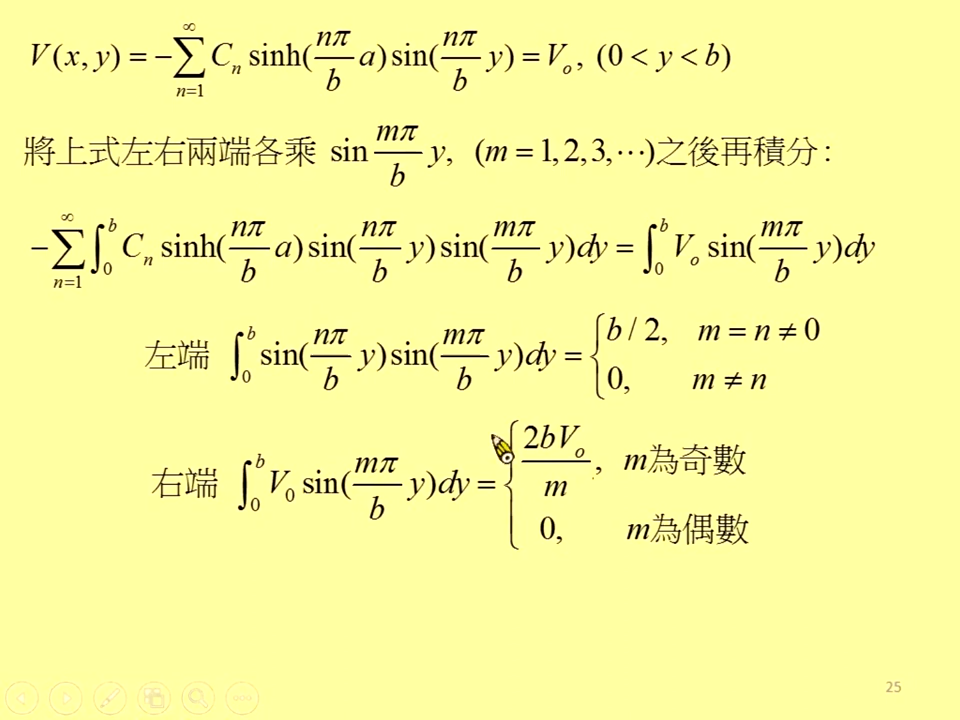 V(x, y) = −∑_{n=1}^{∞} C_n sinh(nπ/b a) sin(nπ/b y) = V_o, (0 < y < b)
將上式左右兩端各乘 sin mπ/b y, (m = 1, 2, 3, ⋯)之後再積分:
−∑_{n=1}^{∞} ∫_0^b C_n sinh(nπ/b a) sin(nπ/b y) sin(mπ/b y)dy = ∫_0^b V_o sin(mπ/b y)dy
左端 ∫_0^b sin(nπ/b y) sin(mπ/b y)dy = { b / 2, m = n ≠ 0
0, m ≠ n
右端 ∫_0^b V_0 sin(mπ/b y)dy = { 2bV_o/m, m為奇數
0, m為偶數
25